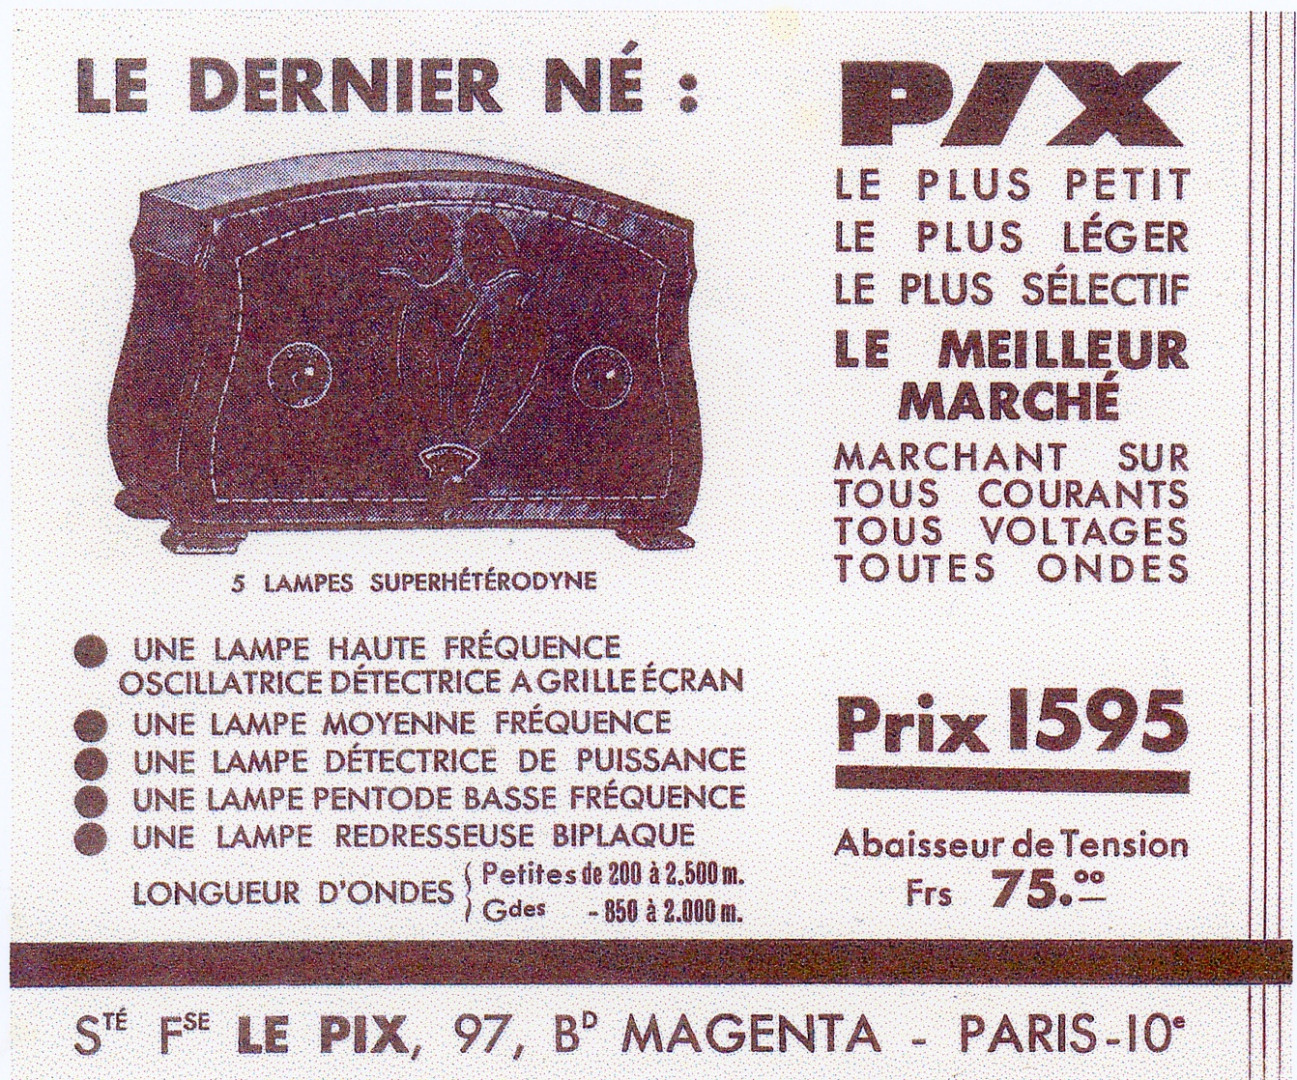 LE DERNIER NÉ :
PIX
LE PLUS PETIT
LE PLUS LÉGER
LE PLUS SÉLECTIF
LE MEILLEUR
MARCHÉ
MARCHANT SUR
TOUS COURANTS
TOUS VOLTAGES
TOUTES ONDES
5 LAMPES SUPERHÉTÉRODYNE
● UNE LAMPE HAUTE FRÉQUENCE
OSCILLATRICE DÉTECTRICE A GRILLE ÉCRAN
● UNE LAMPE MOYENNE FRÉQUENCE
● UNE LAMPE DÉTECTRICE DE PUISSANCE
● UNE LAMPE PENTODE BASSE FRÉQUENCE
● UNE LAMPE REDRESSEUSE BIPLAQUE
LONGUEUR D'ONDES { Petites de 200 à 2.500 m.
Gdes - 850 à 2.000 m.
Prix 1595
Abaisseur de Tension
Frs 75.00
STÉ FSE LE PIX, 97, BD MAGENTA - PARIS-10e